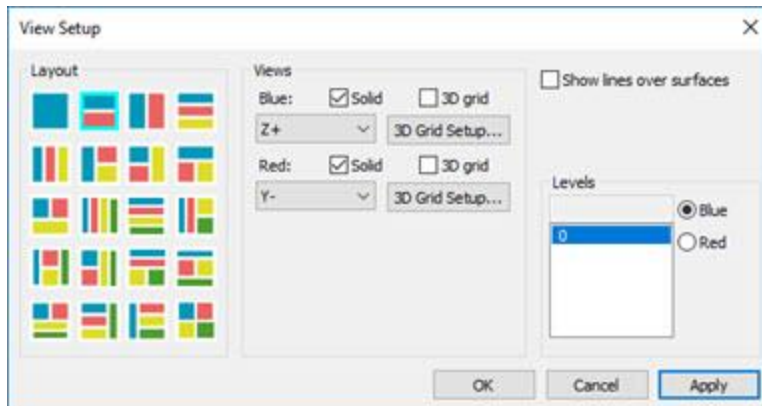 View Setup
Layout
Views
Blue: Solid 3D grid
Z+ 3D Grid Setup...
Red: Solid 3D grid
Y- 3D Grid Setup...
Show lines over surfaces
Levels
0
Blue
Red
OK Cancel Apply